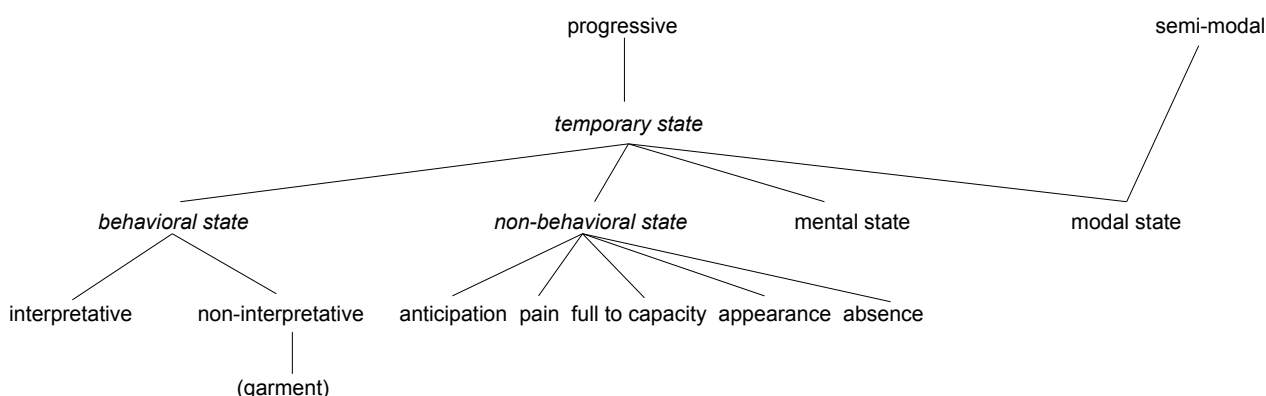 progressive semi-modal
temporary state
behavioral state non-behavioral state mental state modal state
interpretative non-interpretative anticipation pain full to capacity appearance absence
(garment)